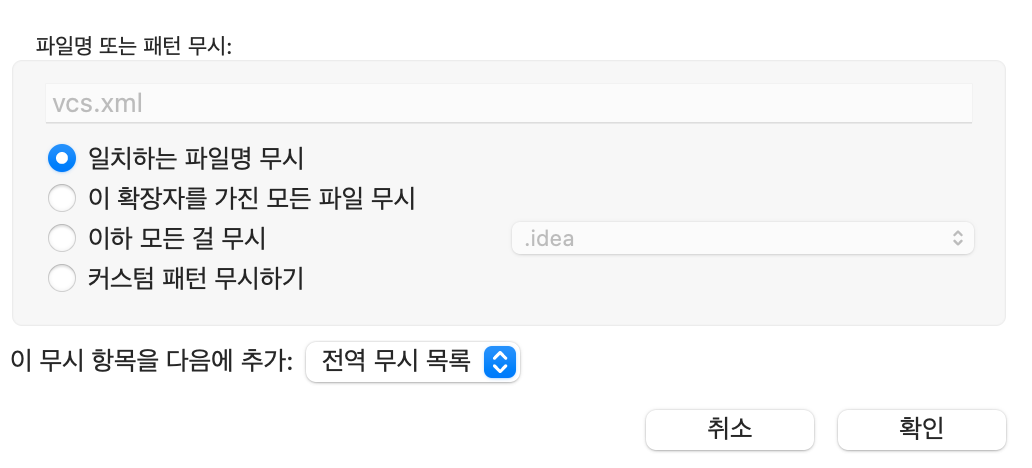 파일명 또는 패턴 무시:
vcs.xml
일치하는 파일명 무시
이 확장자를 가진 모든 파일 무시
이하 모든 걸 무시
.idea
커스텀 패턴 무시하기
이 무시 항목을 다음에 추가: 전역 무시 목록
취소 확인